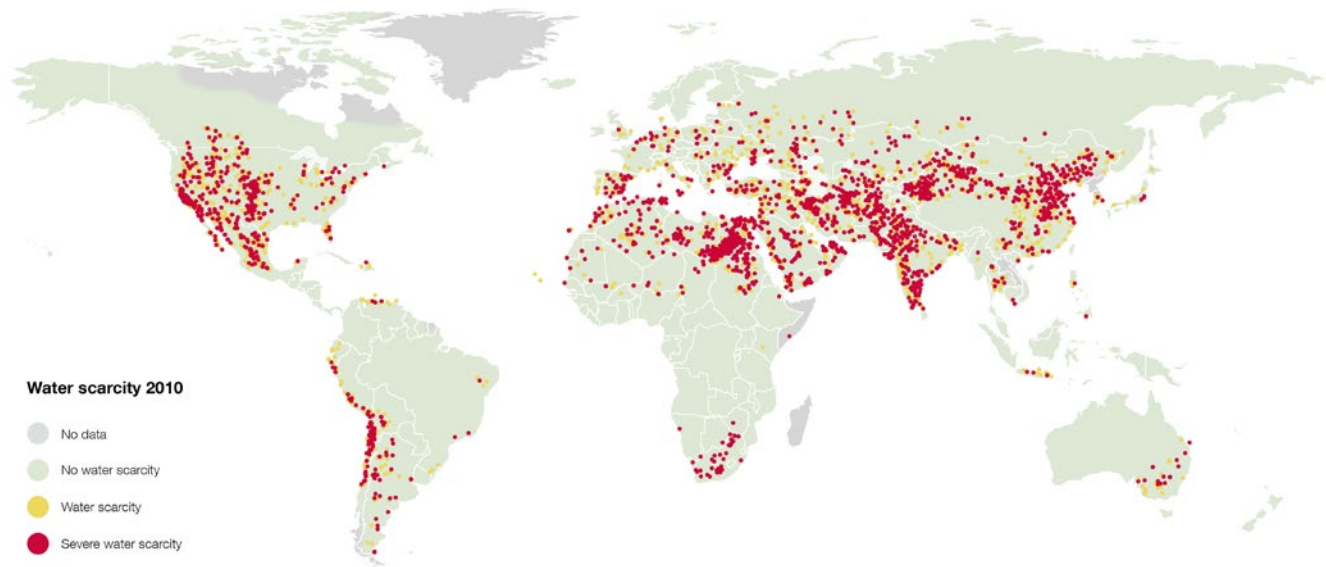 Water scarcity 2010
No data
No water scarcity
Water scarcity
Severe water scarcity